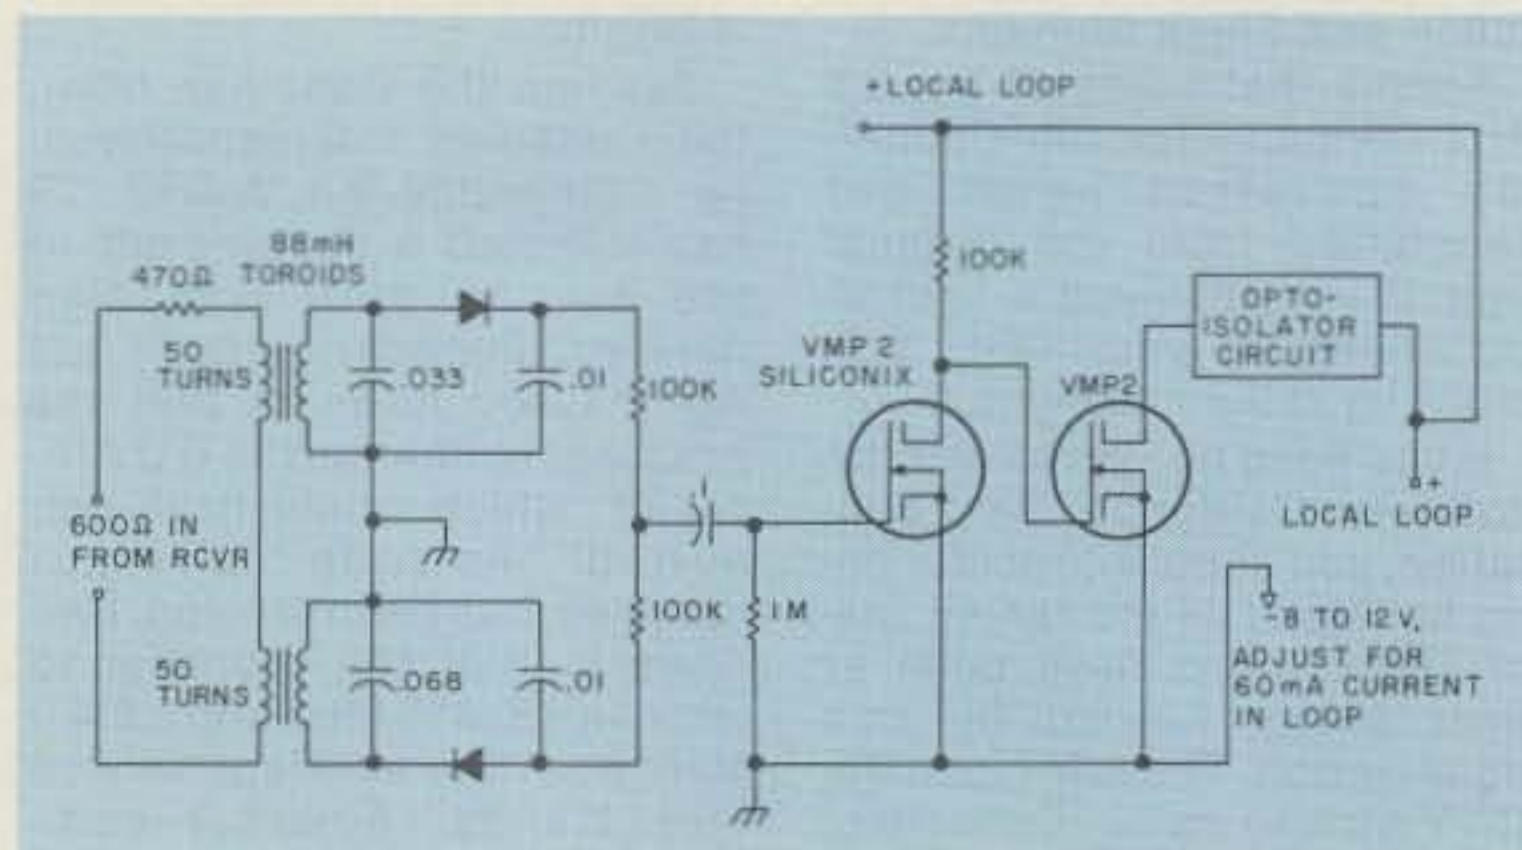 +LOCAL LOOP
88mH
TOROIDS
470Ω
100K
OPTO-
ISOLATOR
CIRCUIT
50
TURNS
.033
.01
100K
VMP 2
SILICONIX
VMP2
.1
600Ω IN
FROM RCVR
+
LOCAL LOOP
100K
1M
-8 TO 12V,
ADJUST FOR
60mA CURRENT
IN LOOP
50
TURNS
.068
.01